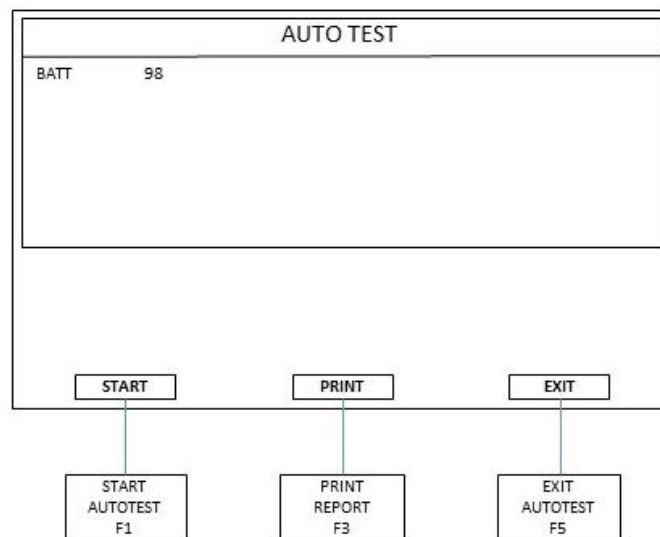 AUTO TEST
BATT 98
START PRINT EXIT
START AUTOTEST F1
PRINT REPORT F3
EXIT AUTOTEST F5